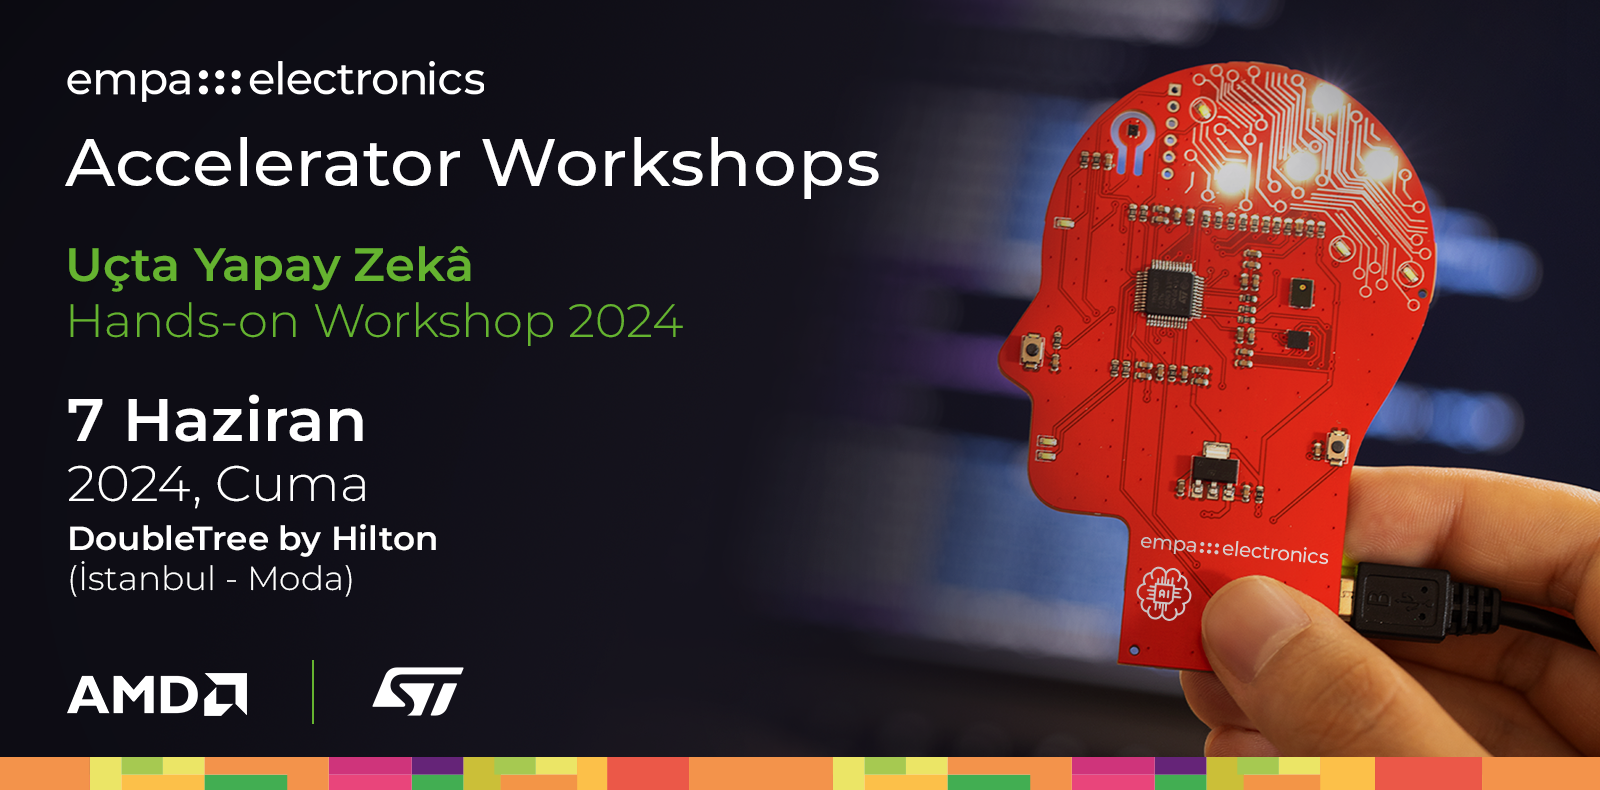 empa electronics
Accelerator Workshops
Uçta Yapay Zekâ
Hands-on Workshop 2024
7 Haziran
2024, Cuma
DoubleTree by Hilton
(İstanbul - Moda)
AMD
ST
empa electronics
AI
B